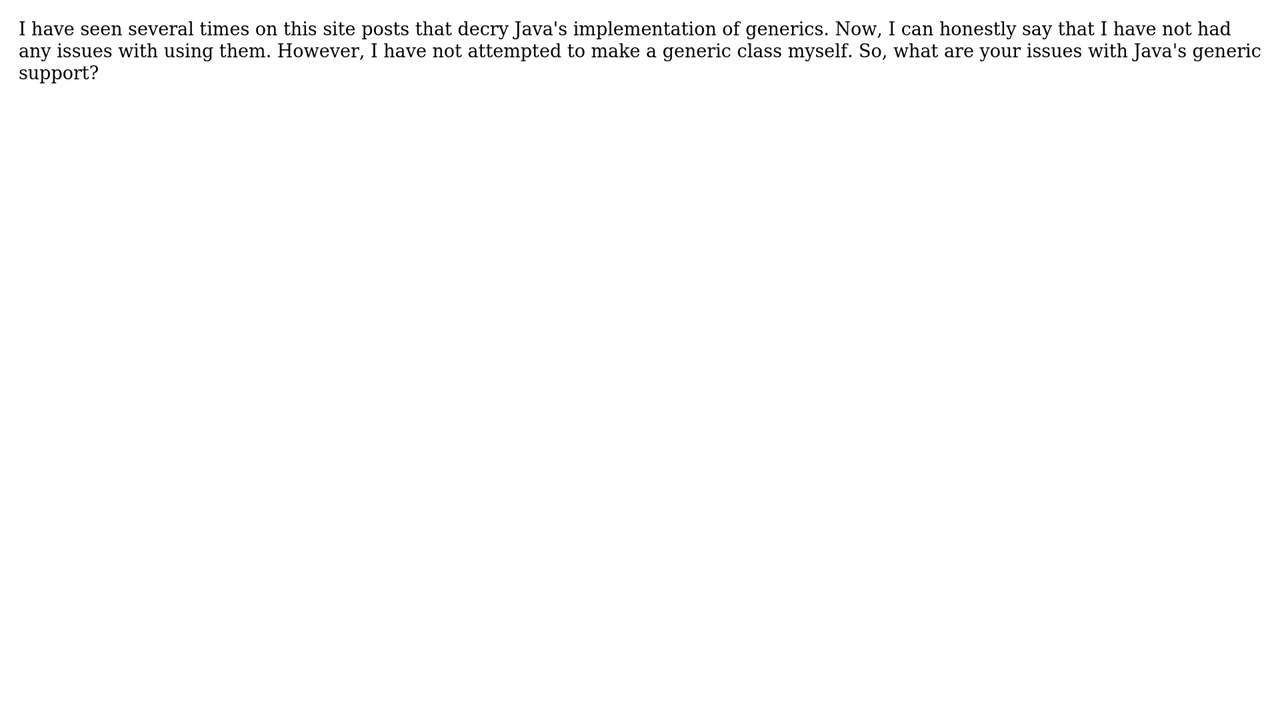 I have seen several times on this site posts that decry Java's implementation of generics. Now, I can honestly say that I have not had
any issues with using them. However, I have not attempted to make a generic class myself. So, what are your issues with Java's generic
support?